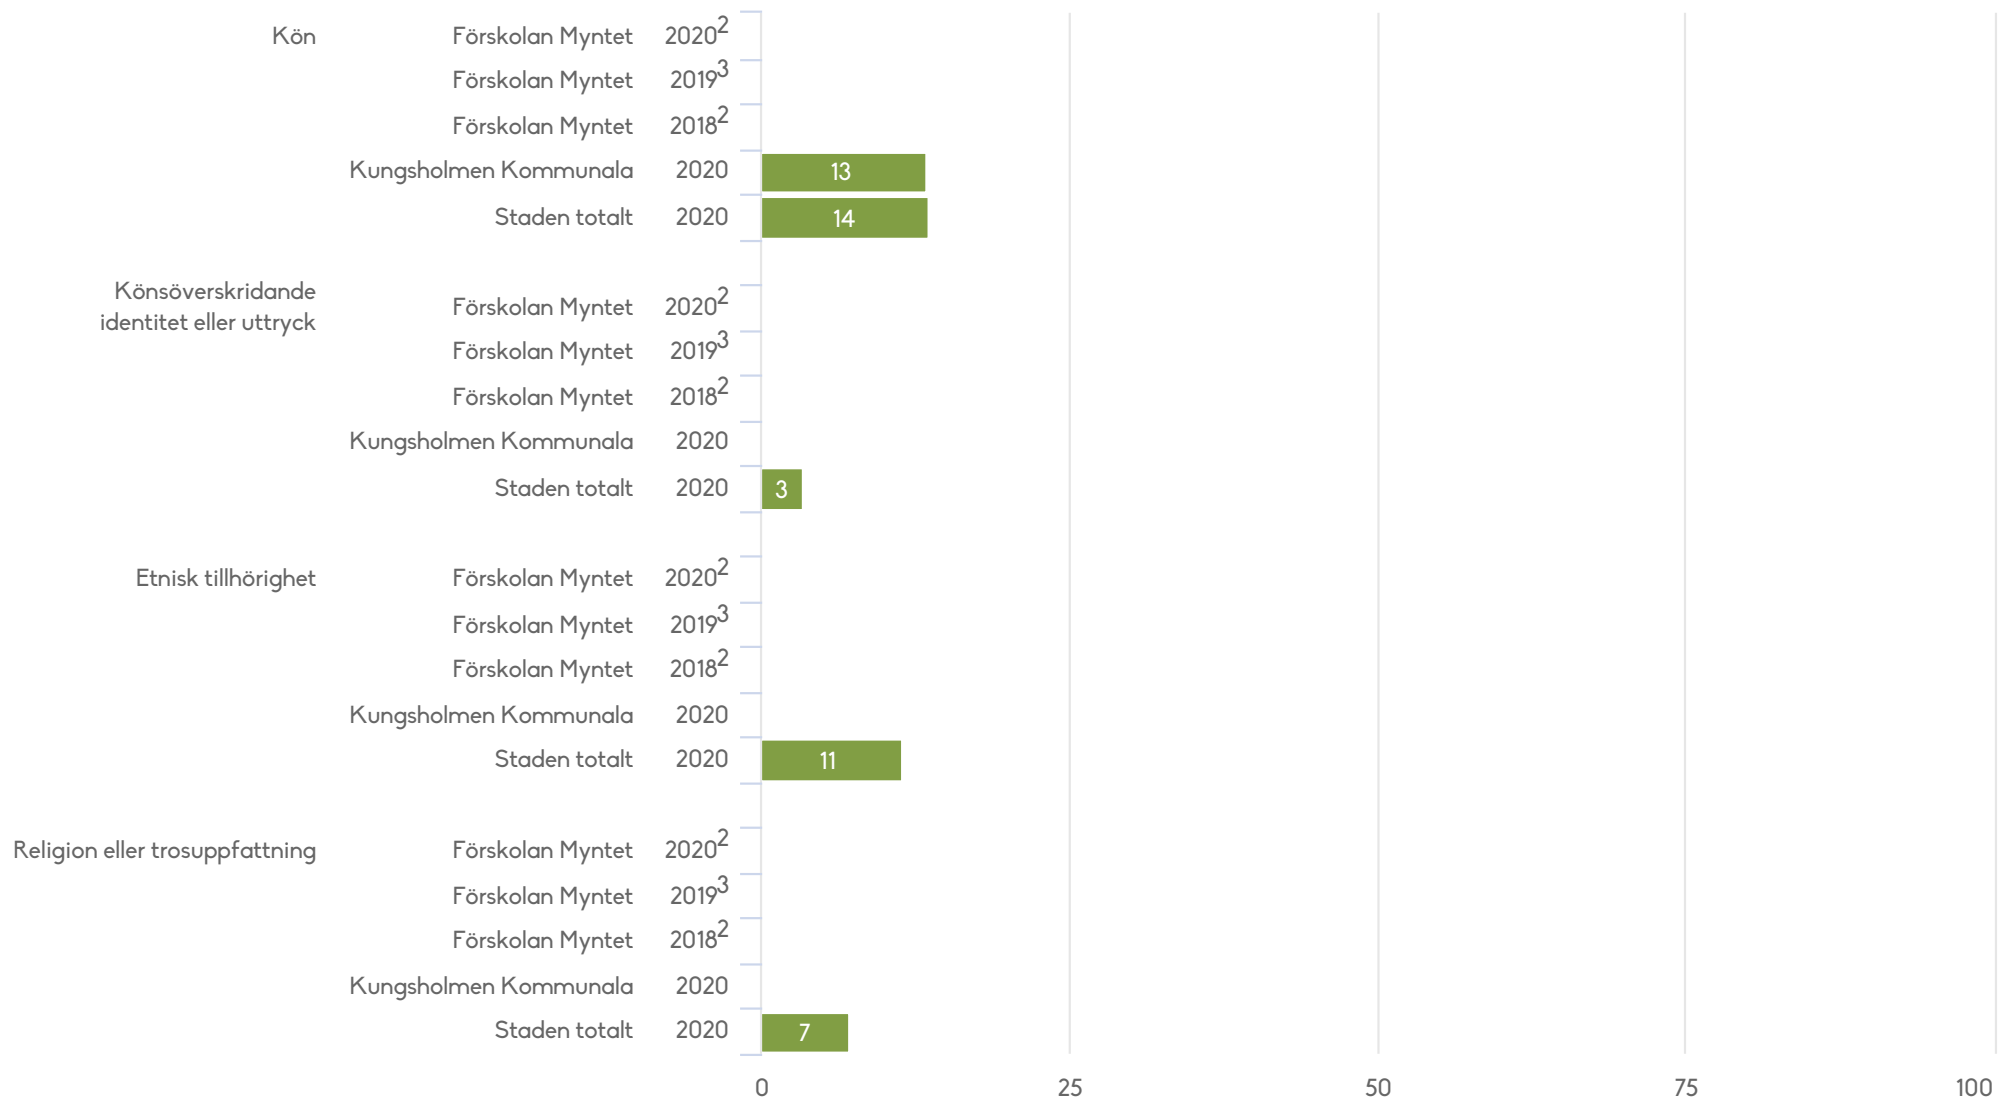 Kön Förskolan Myntet 2020²
Förskolan Myntet 2019³
Förskolan Myntet 2018²
Kungsholmen Kommunala 2020 13
Staden totalt 2020 14
Könsöverskridande
identitet eller uttryck
Förskolan Myntet 2020²
Förskolan Myntet 2019³
Förskolan Myntet 2018²
Kungsholmen Kommunala 2020
Staden totalt 2020 3
Etnisk tillhörighet Förskolan Myntet 2020²
Förskolan Myntet 2019³
Förskolan Myntet 2018²
Kungsholmen Kommunala 2020
Staden totalt 2020 11
Religion eller trosuppfattning Förskolan Myntet 2020²
Förskolan Myntet 2019³
Förskolan Myntet 2018²
Kungsholmen Kommunala 2020
Staden totalt 2020 7
0 25 50 75 100